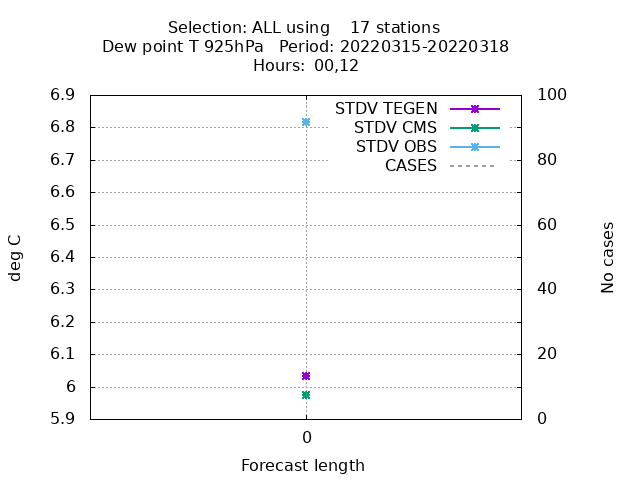 Selection: ALL using    17 stations
Dew point T 925hPa   Period: 20220315-20220318
Hours:  00,12
STDV TEGEN
STDV CMS
STDV OBS
CASES
6.9
6.8
6.7
6.6
6.5
6.4
6.3
6.2
6.1
6
5.9
100
80
60
40
20
0
deg C
No cases
0
Forecast length